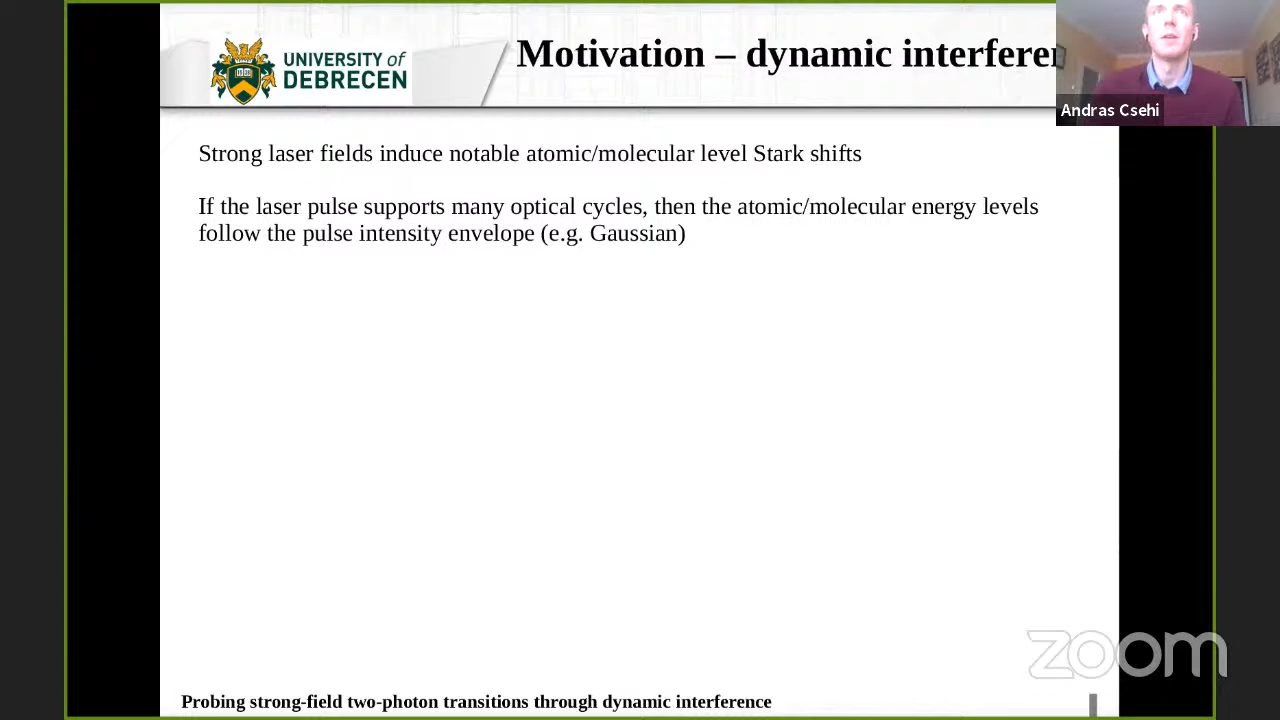 UNIVERSITY of
DEBRECEN
Motivation – dynamic
Andras Csehi
Strong laser fields induce notable atomic/molecular level Stark shifts
If the laser pulse supports many optical cycles, then the atomic/molecular energy levels
follow the pulse intensity envelope (e.g. Gaussian)
zoom
Probing strong-field two-photon transitions through dynamic interference